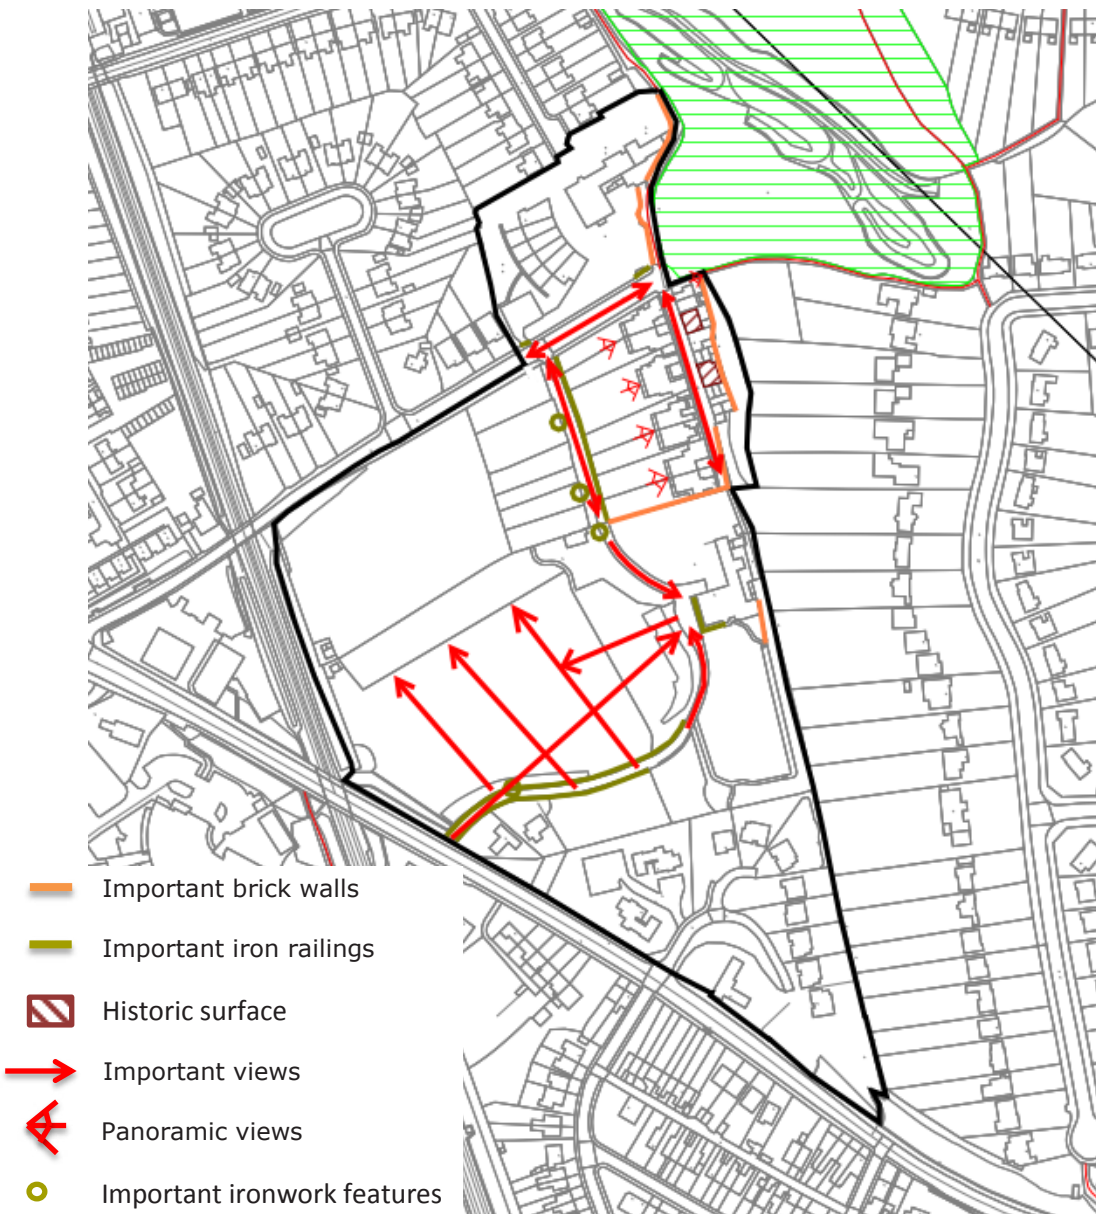 Important brick walls
Important iron railings
Historic surface
Important views
Panoramic views
Important ironwork features